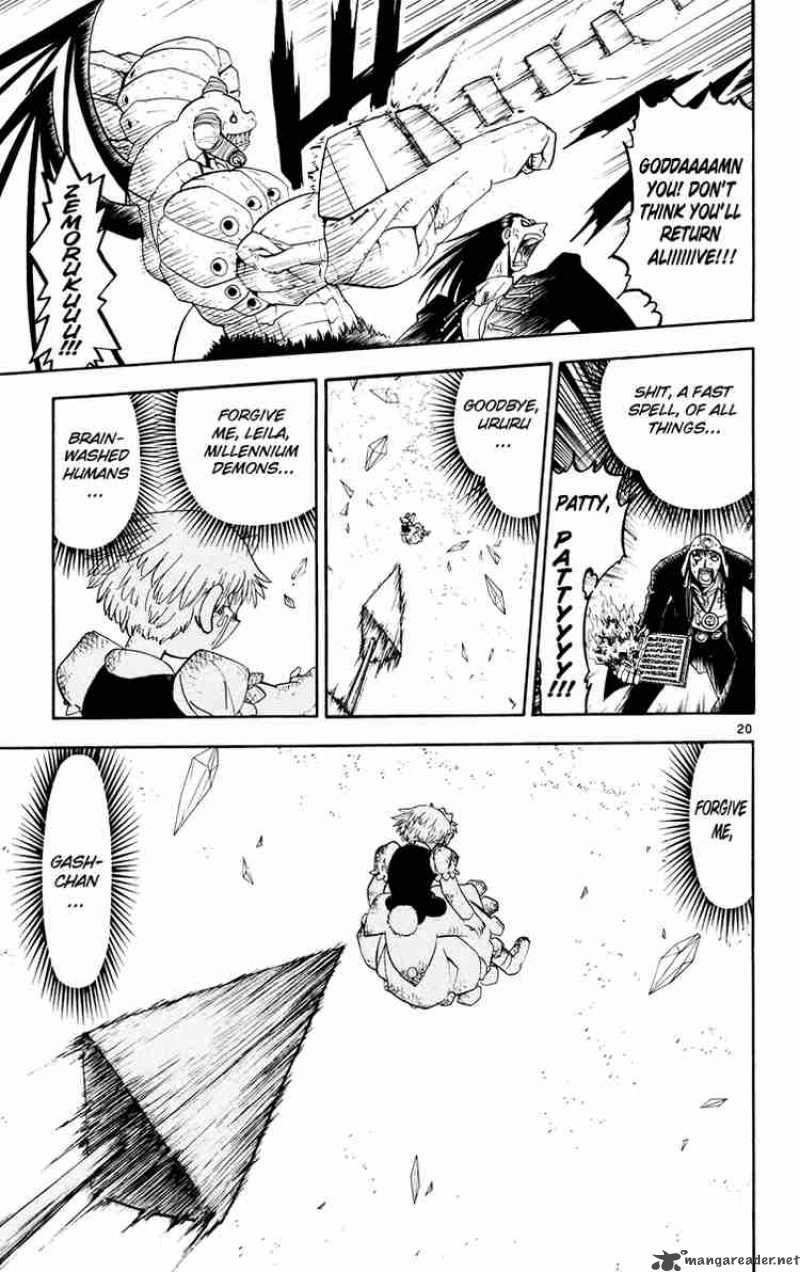 GODDAAAAMN
YOU! DON'T
THINK YOU'LL
RETURN
ALIIIIIIVE!!!
ZEMORUKUUU!!!
SHIT, A FAST
SPELL, OF ALL
THINGS...
PATTY,
PATTYYYY!!!
GOODBYE,
URURU
...
FORGIVE
ME, LEILA,
MILLENNIUM
DEMONS...
BRAIN-
WASHED
HUMANS
...
20
FORGIVE
ME,
GASH-
CHAN
...
mangareader.net